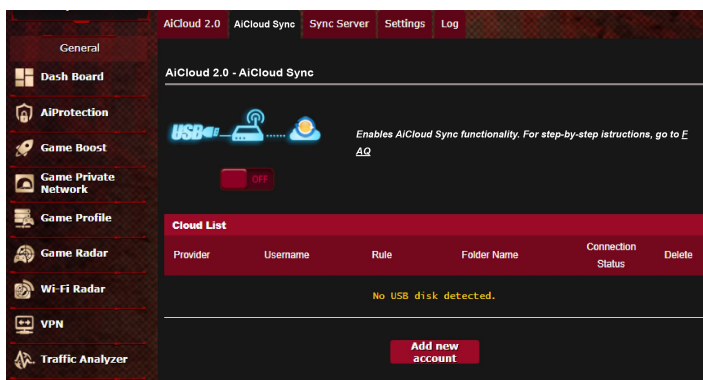 AiCloud 2.0 AiCloud Sync Sync Server Settings Log
General
Dash Board
AiProtection
Game Boost
Game Private
Network
Game Profile
Game Radar
Wi-Fi Radar
VPN
Traffic Analyzer
AiCloud 2.0 - AiCloud Sync
USB
Enables AiCloud Sync functionality. For step-by-step istructions, go to F
AQ
OFF
Cloud List
Provider Username Rule Folder Name Connection Status Delete
No USB disk detected.
Add new
account